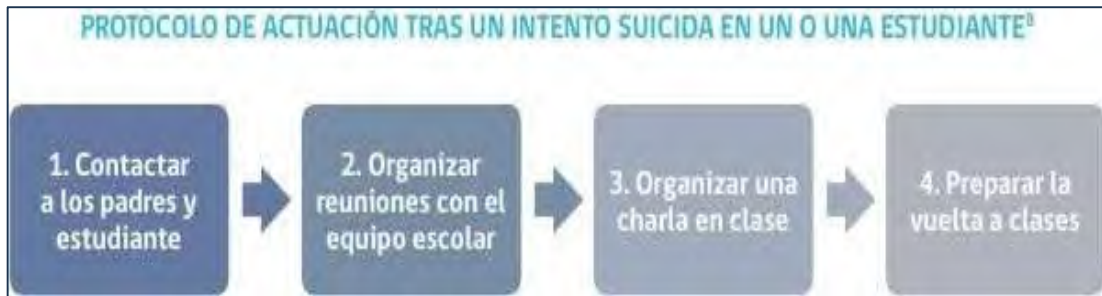 PROTOCOLO DE ACTUACIÓN TRAS UN INTENTO SUICIDA EN UN O UNA ESTUDIANTE⁸
1. Contactar
a los padres y
estudiante
2. Organizar
reuniones con el
equipo escolar
3. Organizar una
charla en clase
4. Preparar la
vuelta a clases